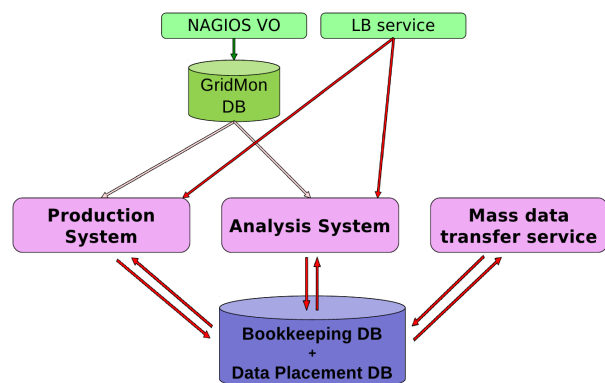 NAGIOS VO
LB service
GridMon
DB
Production
System
Analysis System
Mass data
transfer service
Bookkeeping DB
+
Data Placement DB